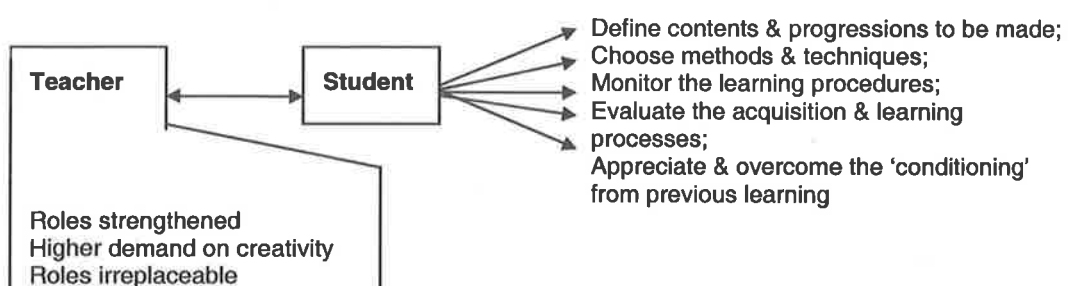 Teacher
Student
Define contents & progressions to be made;
Choose methods & techniques;
Monitor the learning procedures;
Evaluate the acquisition & learning
processes;
Appreciate & overcome the ‘conditioning’
from previous learning
Roles strengthened
Higher demand on creativity
Roles irreplaceable